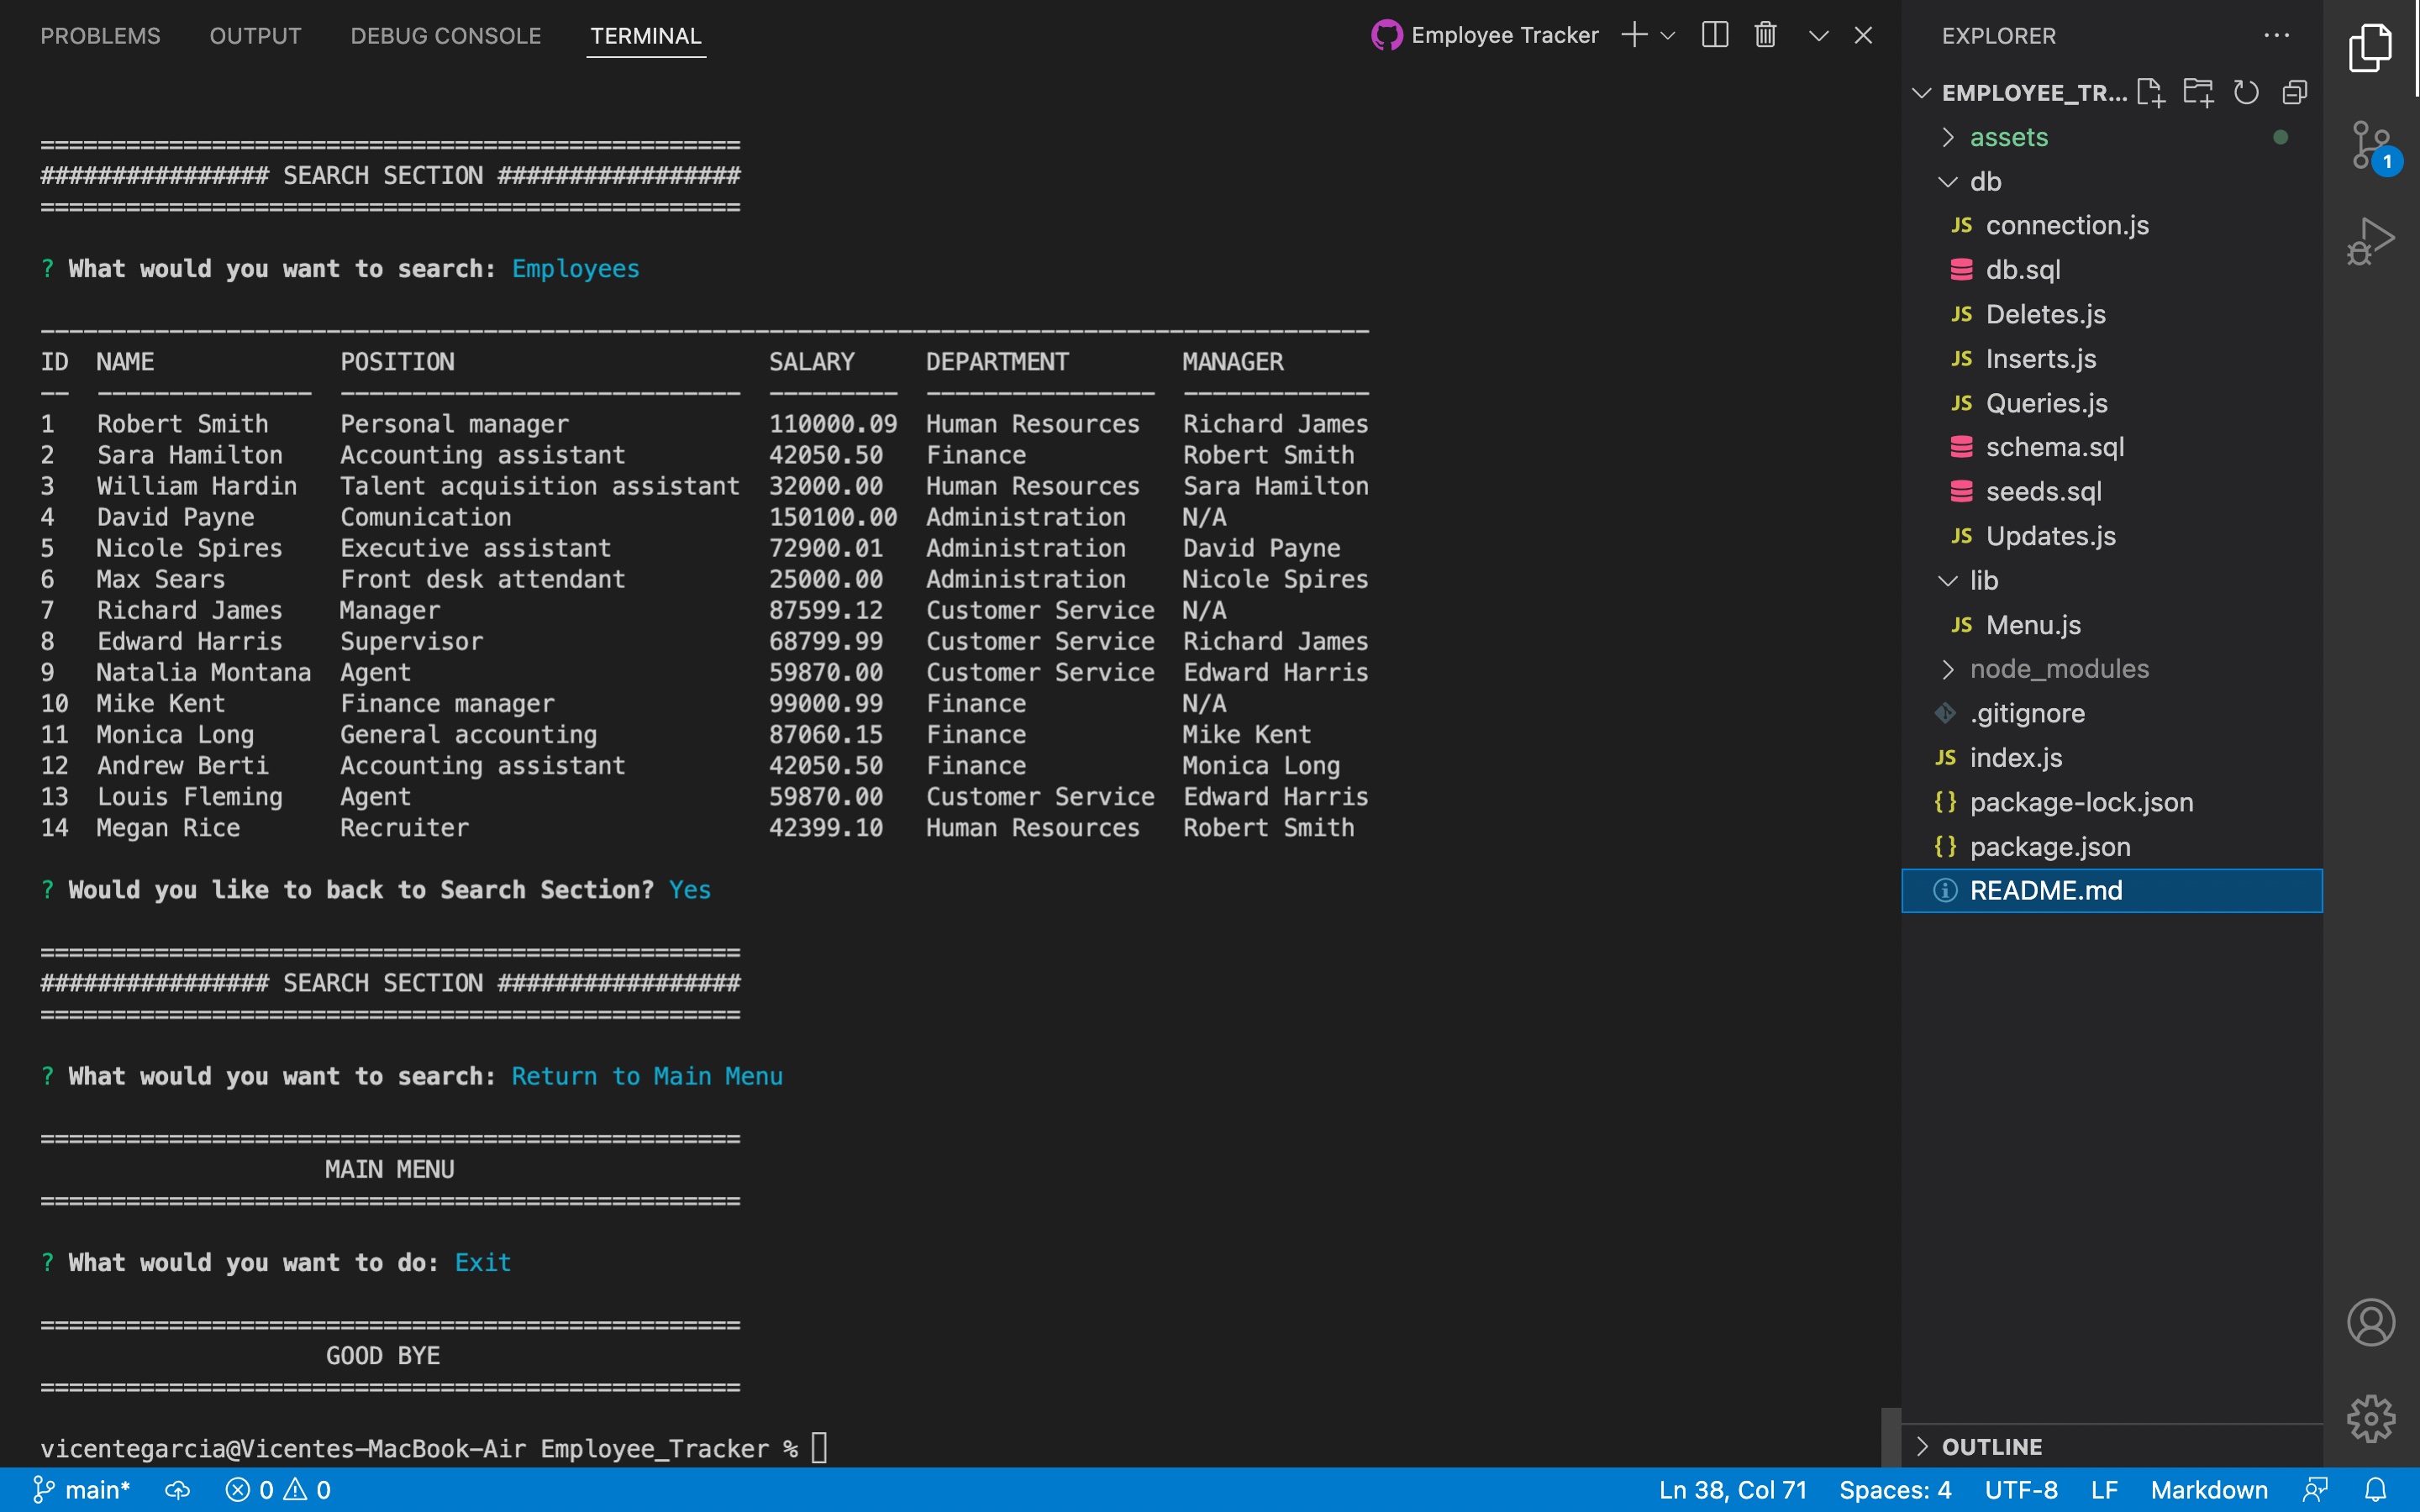 PROBLEMS OUTPUT DEBUG CONSOLE TERMINAL Employee Tracker
=================================================
################ SEARCH SECTION #################
=================================================
? What would you want to search: Employees
---------------------------------------------------------------------------------------------
ID NAME POSITION SALARY DEPARTMENT MANAGER
-- --------------- ---------------------------- --------- ---------------- -------------
1 Robert Smith Personal manager 110000.09 Human Resources Richard James
2 Sara Hamilton Accounting assistant 42050.50 Finance Robert Smith
3 William Hardin Talent acquisition assistant 32000.00 Human Resources Sara Hamilton
4 David Payne Comunication 150100.00 Administration N/A
5 Nicole Spires Executive assistant 72900.01 Administration David Payne
6 Max Sears Front desk attendant 25000.00 Administration Nicole Spires
7 Richard James Manager 87599.12 Customer Service N/A
8 Edward Harris Supervisor 68799.99 Customer Service Richard James
9 Natalia Montana Agent 59870.00 Customer Service Edward Harris
10 Mike Kent Finance manager 99000.99 Finance N/A
11 Monica Long General accounting 87060.15 Finance Mike Kent
12 Andrew Berti Accounting assistant 42050.50 Finance Monica Long
13 Louis Fleming Agent 59870.00 Customer Service Edward Harris
14 Megan Rice Recruiter 42399.10 Human Resources Robert Smith
? Would you like to back to Search Section? Yes
=================================================
################ SEARCH SECTION #################
=================================================
? What would you want to search: Return to Main Menu
=================================================
MAIN MENU
=================================================
? What would you want to do: Exit
=================================================
GOOD BYE
=================================================
vicentegarcia@Vicentes-MacBook-Air Employee_Tracker %
EXPLORER
EMPLOYEE_TR...
assets
db
JS connection.js
db.sql
JS Deletes.js
JS Inserts.js
JS Queries.js
schema.sql
seeds.sql
JS Updates.js
lib
JS Menu.js
node_modules
.gitignore
JS index.js
{} package-lock.json
{} package.json
README.md
OUTLINE
1
main* 0 0 Ln 38, Col 71 Spaces: 4 UTF-8 LF Markdown